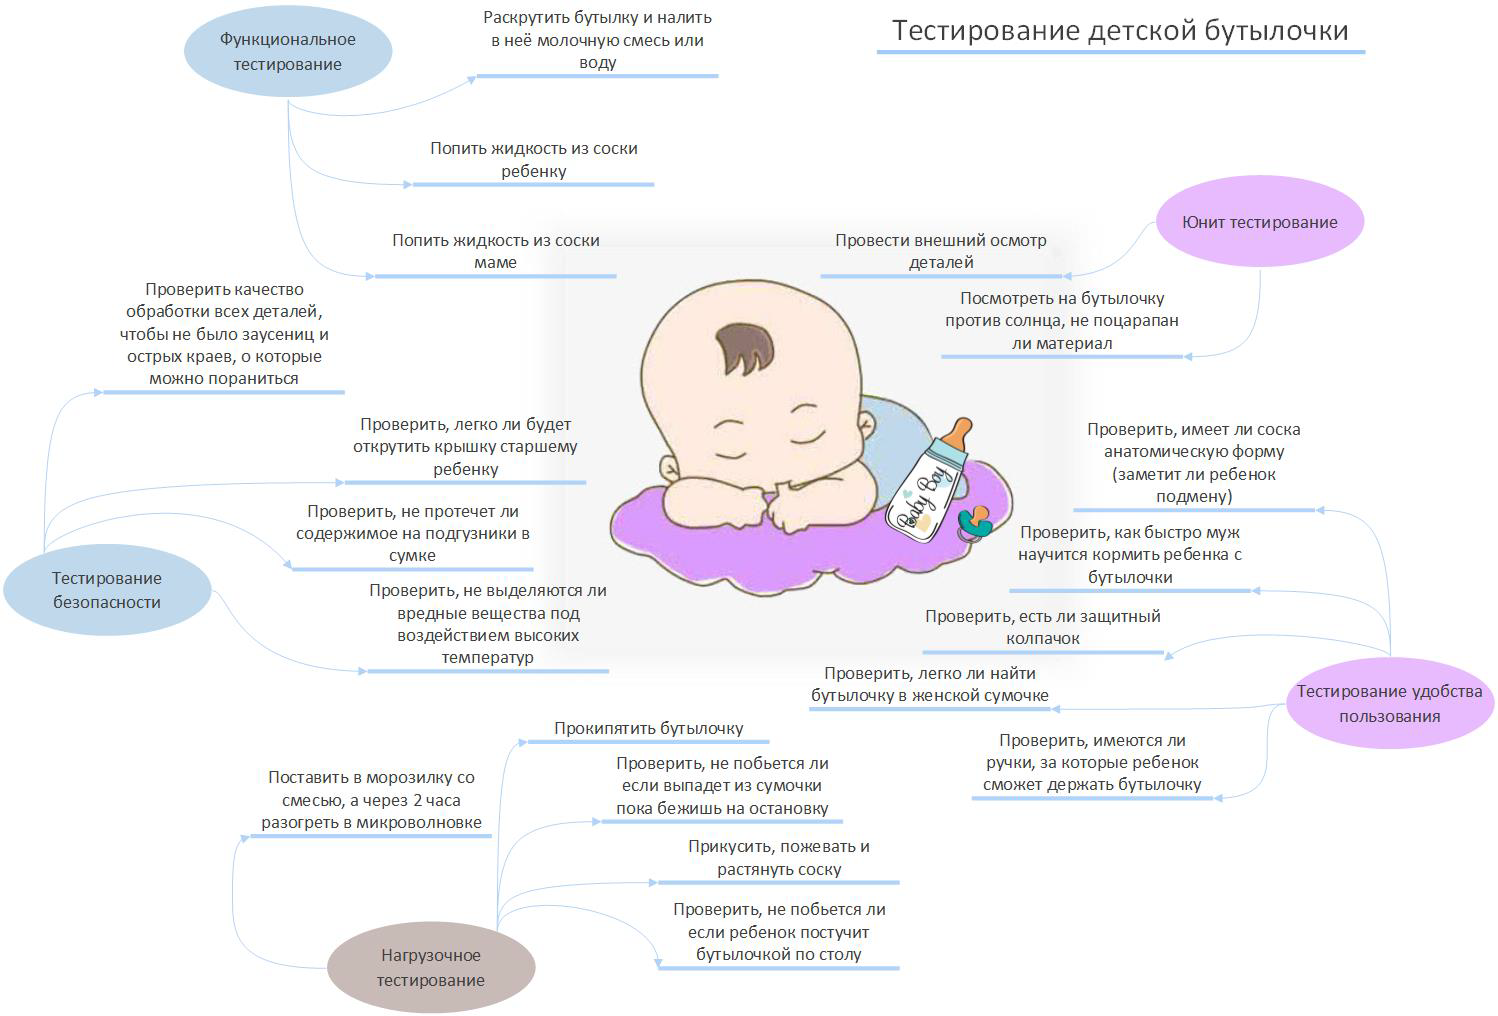 Тестирование детской бутылочки
Функциональное
тестирование
Раскрутить бутылку и налить
в неё молочную смесь или
воду
Попить жидкость из соски
ребенку
Попить жидкость из соски
маме
Юнит тестирование
Провести внешний осмотр
деталей
Посмотреть на бутылочку
против солнца, не поцарапан
ли материал
Проверить качество
обработки всех деталей,
чтобы не было заусениц и
острых краев, о которые
можно пораниться
Проверить, легко ли будет
открутить крышку старшему
ребенку
Проверить, не протечет ли
содержимое на подгузники в
сумке
Тестирование
безопасности
Проверить, не выделяются ли
вредные вещества под
воздействием высоких
температур
Baby Boy
Проверить, имеет ли соска
анатомическую форму
(заметит ли ребенок
подмену)
Проверить, как быстро муж
научится кормить ребенка с
бутылочки
Проверить, есть ли защитный
колпачок
Проверить, легко ли найти
бутылочку в женской сумочке
Тестирование удобства
пользования
Проверить, имеются ли
ручки, за которые ребенок
сможет держать бутылочку
Прокипятить бутылочку
Поставить в морозилку со
смесью, а через 2 часа
разогреть в микроволновке
Проверить, не побьется ли
если выпадет из сумочки
пока бежишь на остановку
Прикусить, пожевать и
растянуть соску
Проверить, не побьется ли
если ребенок постучит
бутылочкой по столу
Нагрузочное
тестирование